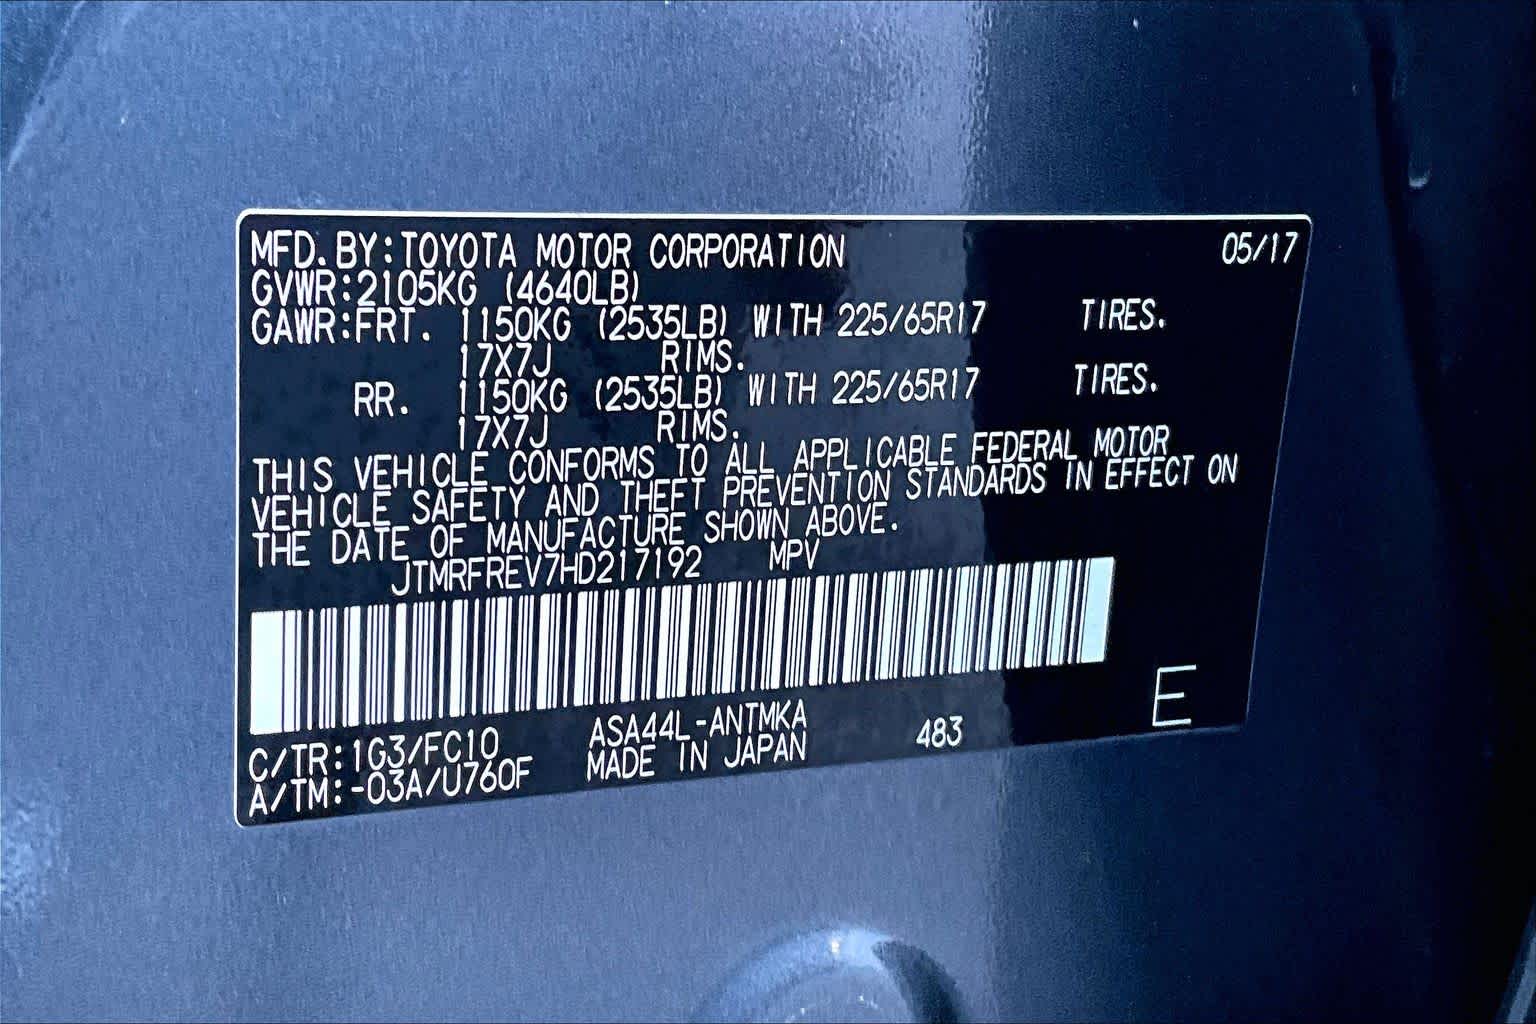 MFD. BY:TOYOTA MOTOR CORPORATION 05/17
GVWR:2105KG (4640LB)
GAWR:FRT. 1150KG (2535LB) WITH 225/65R17 TIRES.
17X7J RIMS.
RR. 1150KG (2535LB) WITH 225/65R17 TIRES.
17X7J RIMS.
THIS VEHICLE CONFORMS TO ALL APPLICABLE FEDERAL MOTOR
VEHICLE SAFETY AND THEFT PREVENTION STANDARDS IN EFFECT ON
THE DATE OF MANUFACTURE SHOWN ABOVE.
JTMRFREV7HD217192 MPV
C/TR:1G3/FC10 ASA44L-ANTMKA 483 E
A/TM:-03A/U760F MADE IN JAPAN